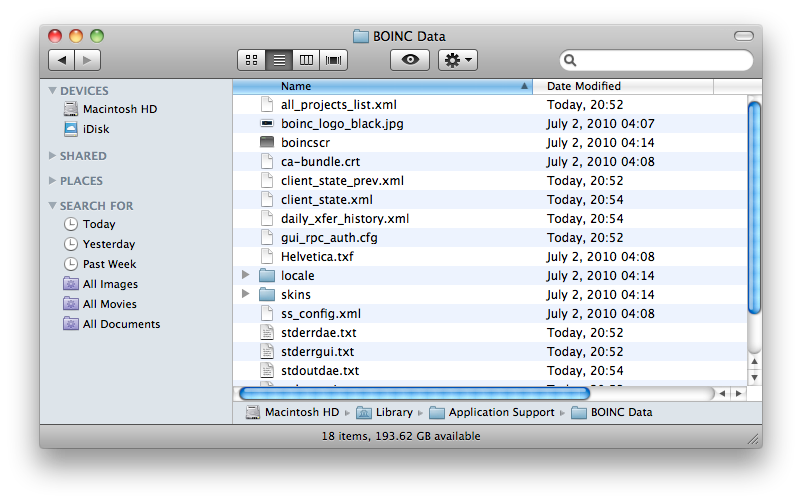 BOINC Data
Name Date Modified
DEVICES
Macintosh HD
iDisk
SHARED
PLACES
SEARCH FOR
Today
Yesterday
Past Week
All Images
All Movies
All Documents
all_projects_list.xml Today, 20:52
boinc_logo_black.jpg July 2, 2010 04:07
boincscr July 2, 2010 04:14
ca-bundle.crt July 2, 2010 04:08
client_state_prev.xml Today, 20:52
client_state.xml Today, 20:54
daily_xfer_history.xml Today, 20:54
gui_rpc_auth.cfg Today, 20:52
Helvetica.txf July 2, 2010 04:08
locale July 2, 2010 04:14
skins July 2, 2010 04:14
ss_config.xml July 2, 2010 04:08
stderrdae.txt Today, 20:52
stderrgui.txt Today, 20:52
stdoutdae.txt Today, 20:54
Macintosh HD Library Application Support BOINC Data
18 items, 193.62 GB available